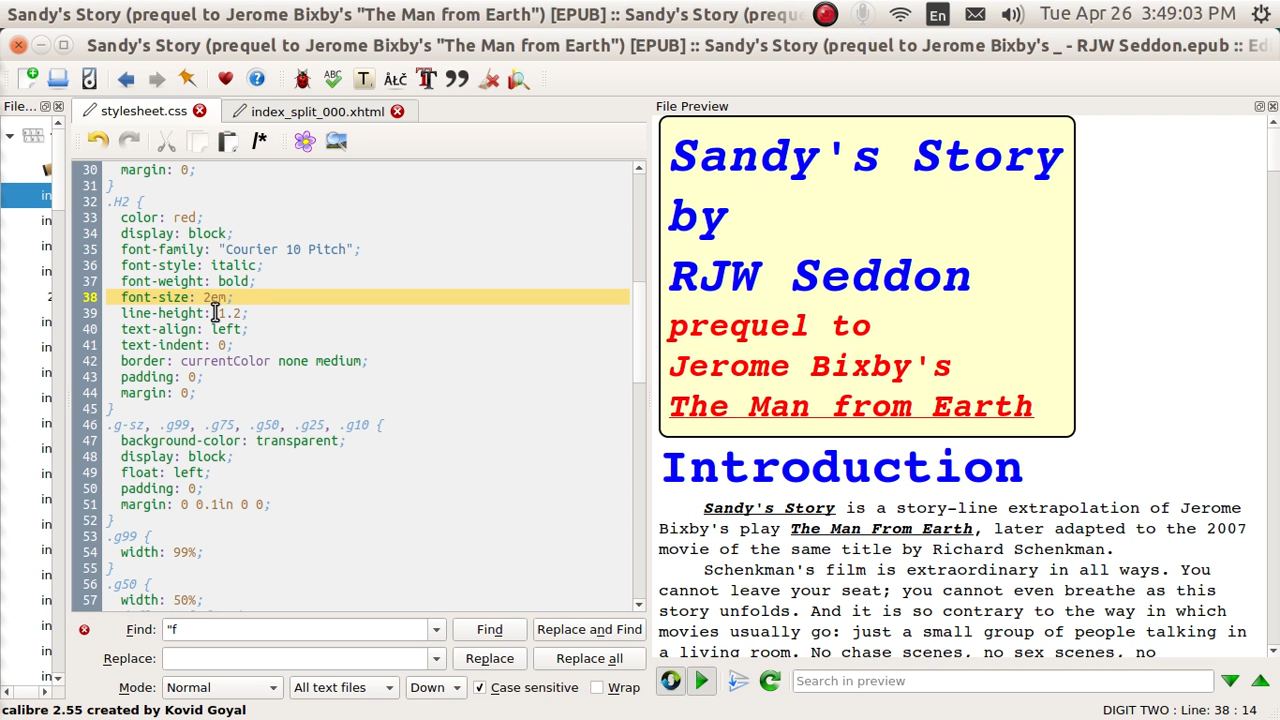 Sandy's Story (prequel to Jerome Bixby's "The Man from Earth") [EPUB] :: Sandy's Story (preque
En
Tue Apr 26 3:49:03 PM
Sandy's Story (prequel to Jerome Bixby's "The Man from Earth") [EPUB] :: Sandy's Story (prequel to Jerome Bixby's _ - RJW Seddon.epub :: Ed
File...
stylesheet.css
index_split_000.xhtml
File Preview
30 margin: 0;
31 }
32 .H2 {
33 color: red;
34 display: block;
35 font-family: "Courier 10 Pitch";
36 font-style: italic;
37 font-weight: bold;
38 font-size: 2em;
39 line-height: 1.2;
40 text-align: left;
41 text-indent: 0;
42 border: currentColor none medium;
43 padding: 0;
44 margin: 0;
45 }
46 .g-sz, .g99, .g75, .g50, .g25, .g10 {
47 background-color: transparent;
48 display: block;
49 float: left;
50 padding: 0;
51 margin: 0 0.1in 0 0;
52 }
53 .g99 {
54 width: 99%;
55 }
56 .g50 {
57 width: 50%;
Sandy's Story
by
RJW Seddon
prequel to
Jerome Bixby's
The Man from Earth
Introduction
Sandy's Story is a story-line extrapolation of Jerome
Bixby's play The Man From Earth, later adapted to the 2007
movie of the same title by Richard Schenkman.
Schenkman's film is extraordinary in all ways. You
cannot leave your seat; you cannot even breathe as this
story unfolds. And it is so contrary to the way in which
movies usually go: just a small group of people talking in
a living room. No chase scenes, no sex scenes, no
Find: "f
Find
Replace and Find
Replace:
Replace
Replace all
Mode: Normal
All text files
Down
Case sensitive
Wrap
Search in preview
calibre 2.55 created by Kovid Goyal
DIGIT TWO : Line: 38 : 14